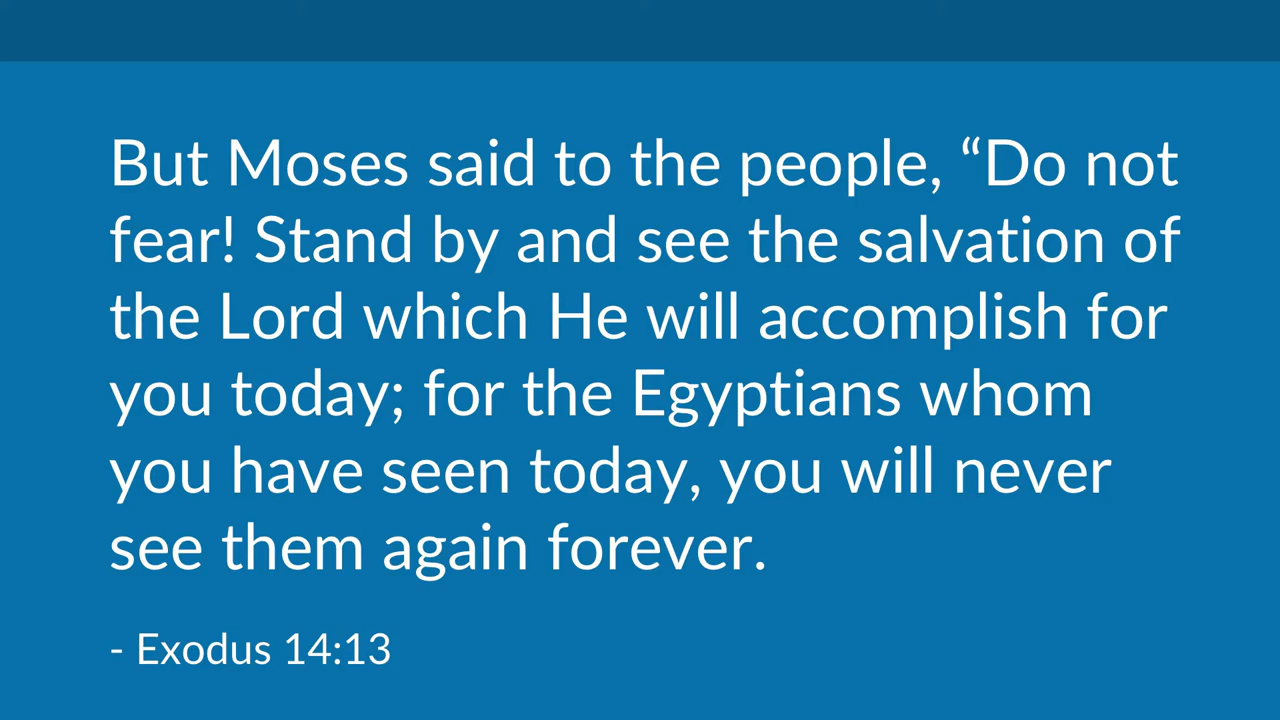 But Moses said to the people, “Do not
fear! Stand by and see the salvation of
the Lord which He will accomplish for
you today; for the Egyptians whom
you have seen today, you will never
see them again forever.
- Exodus 14:13